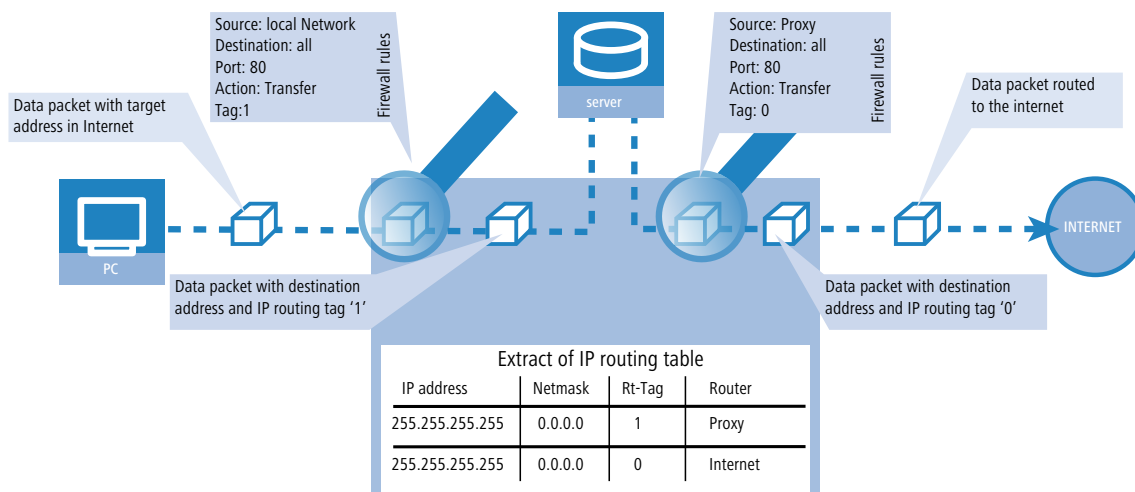 Source: local Network
Destination: all
Port: 80
Action: Transfer
Tag:1
Firewall rules
server
Source: Proxy
Destination: all
Port: 80
Action: Transfer
Tag: 0
Firewall rules
Data packet with target
address in Internet
Data packet routed
to the internet
PC
INTERNET
Data packet with destination
address and IP routing tag ‘1’
Data packet with destination
address and IP routing tag ‘0’
Extract of IP routing table
IP address Netmask Rt-Tag Router
255.255.255.255 0.0.0.0 1 Proxy
255.255.255.255 0.0.0.0 0 Internet